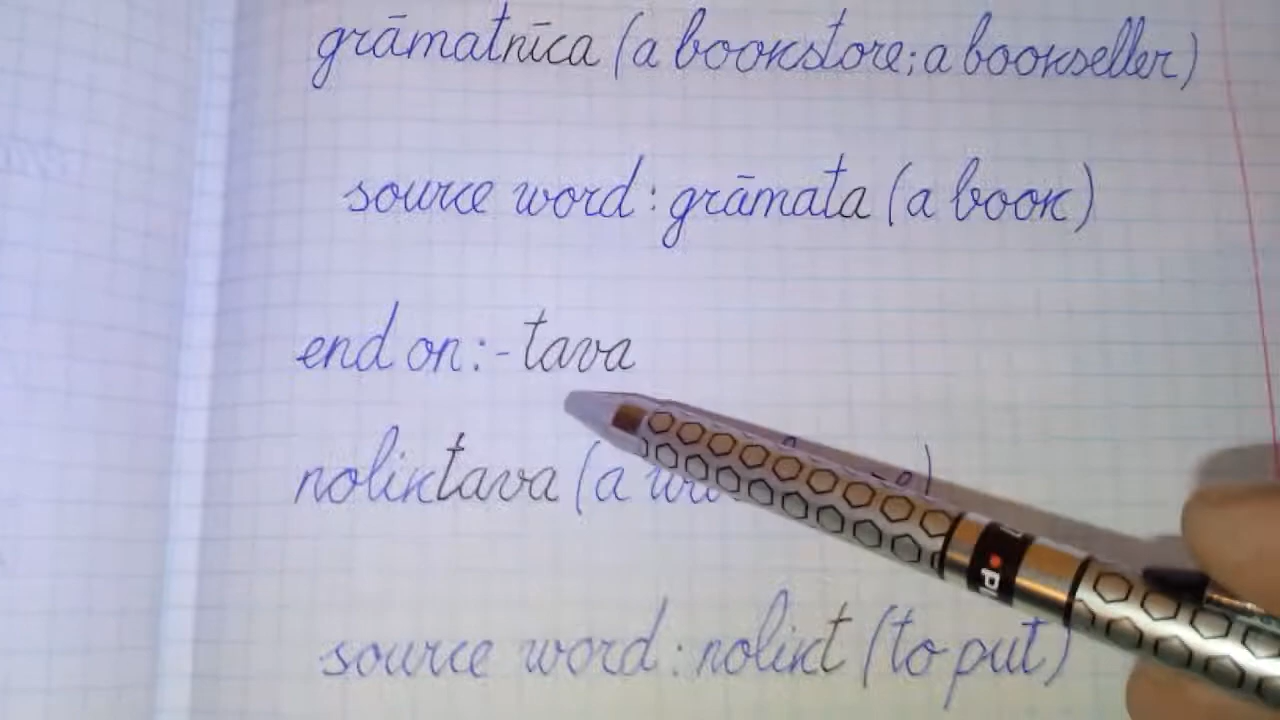 grāmatnīca (a bookstore; a bookseller)
source word: grāmata (a book)
end on: -tava
noliktava (a
source word: nolikt (to put)